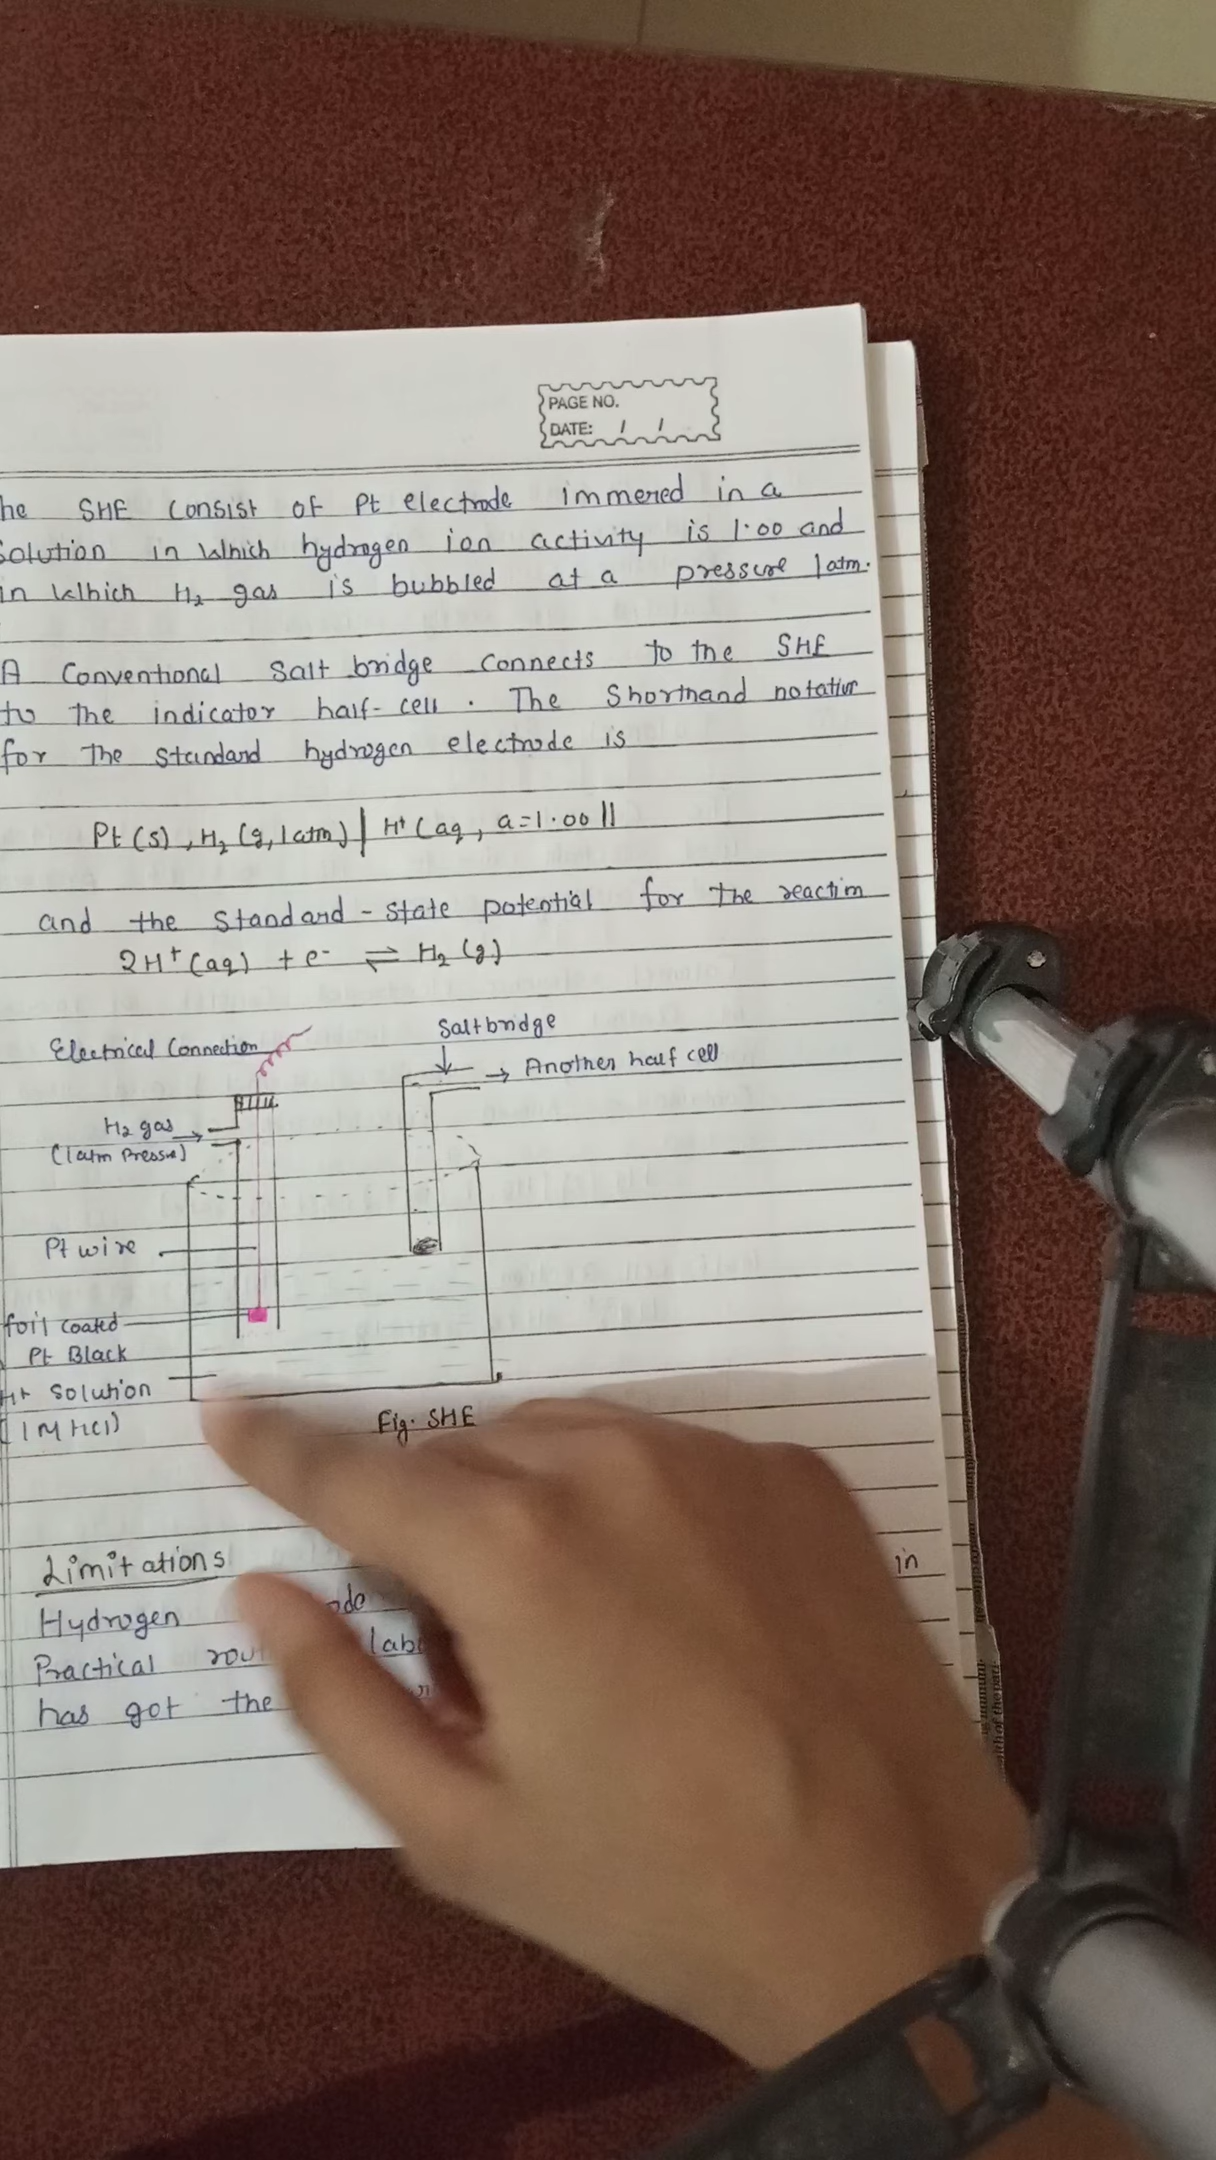 PAGE NO.
DATE: / /
he SHE consist of Pt electrode immered in a
solution in which hydrogen ion activity is 1.00 and
in which H₂ gas is bubbled at a pressure 1atm.
A Conventional Salt bridge connects to the SHE
to the indicator half-cell. The Shorthand notation
for the standard hydrogen electrode is
Pt (s), H₂ (g, 1atm) | H⁺ (aq, a=1.00 ||
and the Standard-state potential for the reaction
2H⁺ (aq) + e⁻ ⇌ H₂ (g)
Electrical Connection
Salt bridge
→ Another half cell
H₂ gas
(1atm Pressure)
Pt wire
foil coated
Pt Black
H⁺ Solution
(1M HCl)
Fig. SHE
Limitations
in
Hydrogen
Practical
has got the